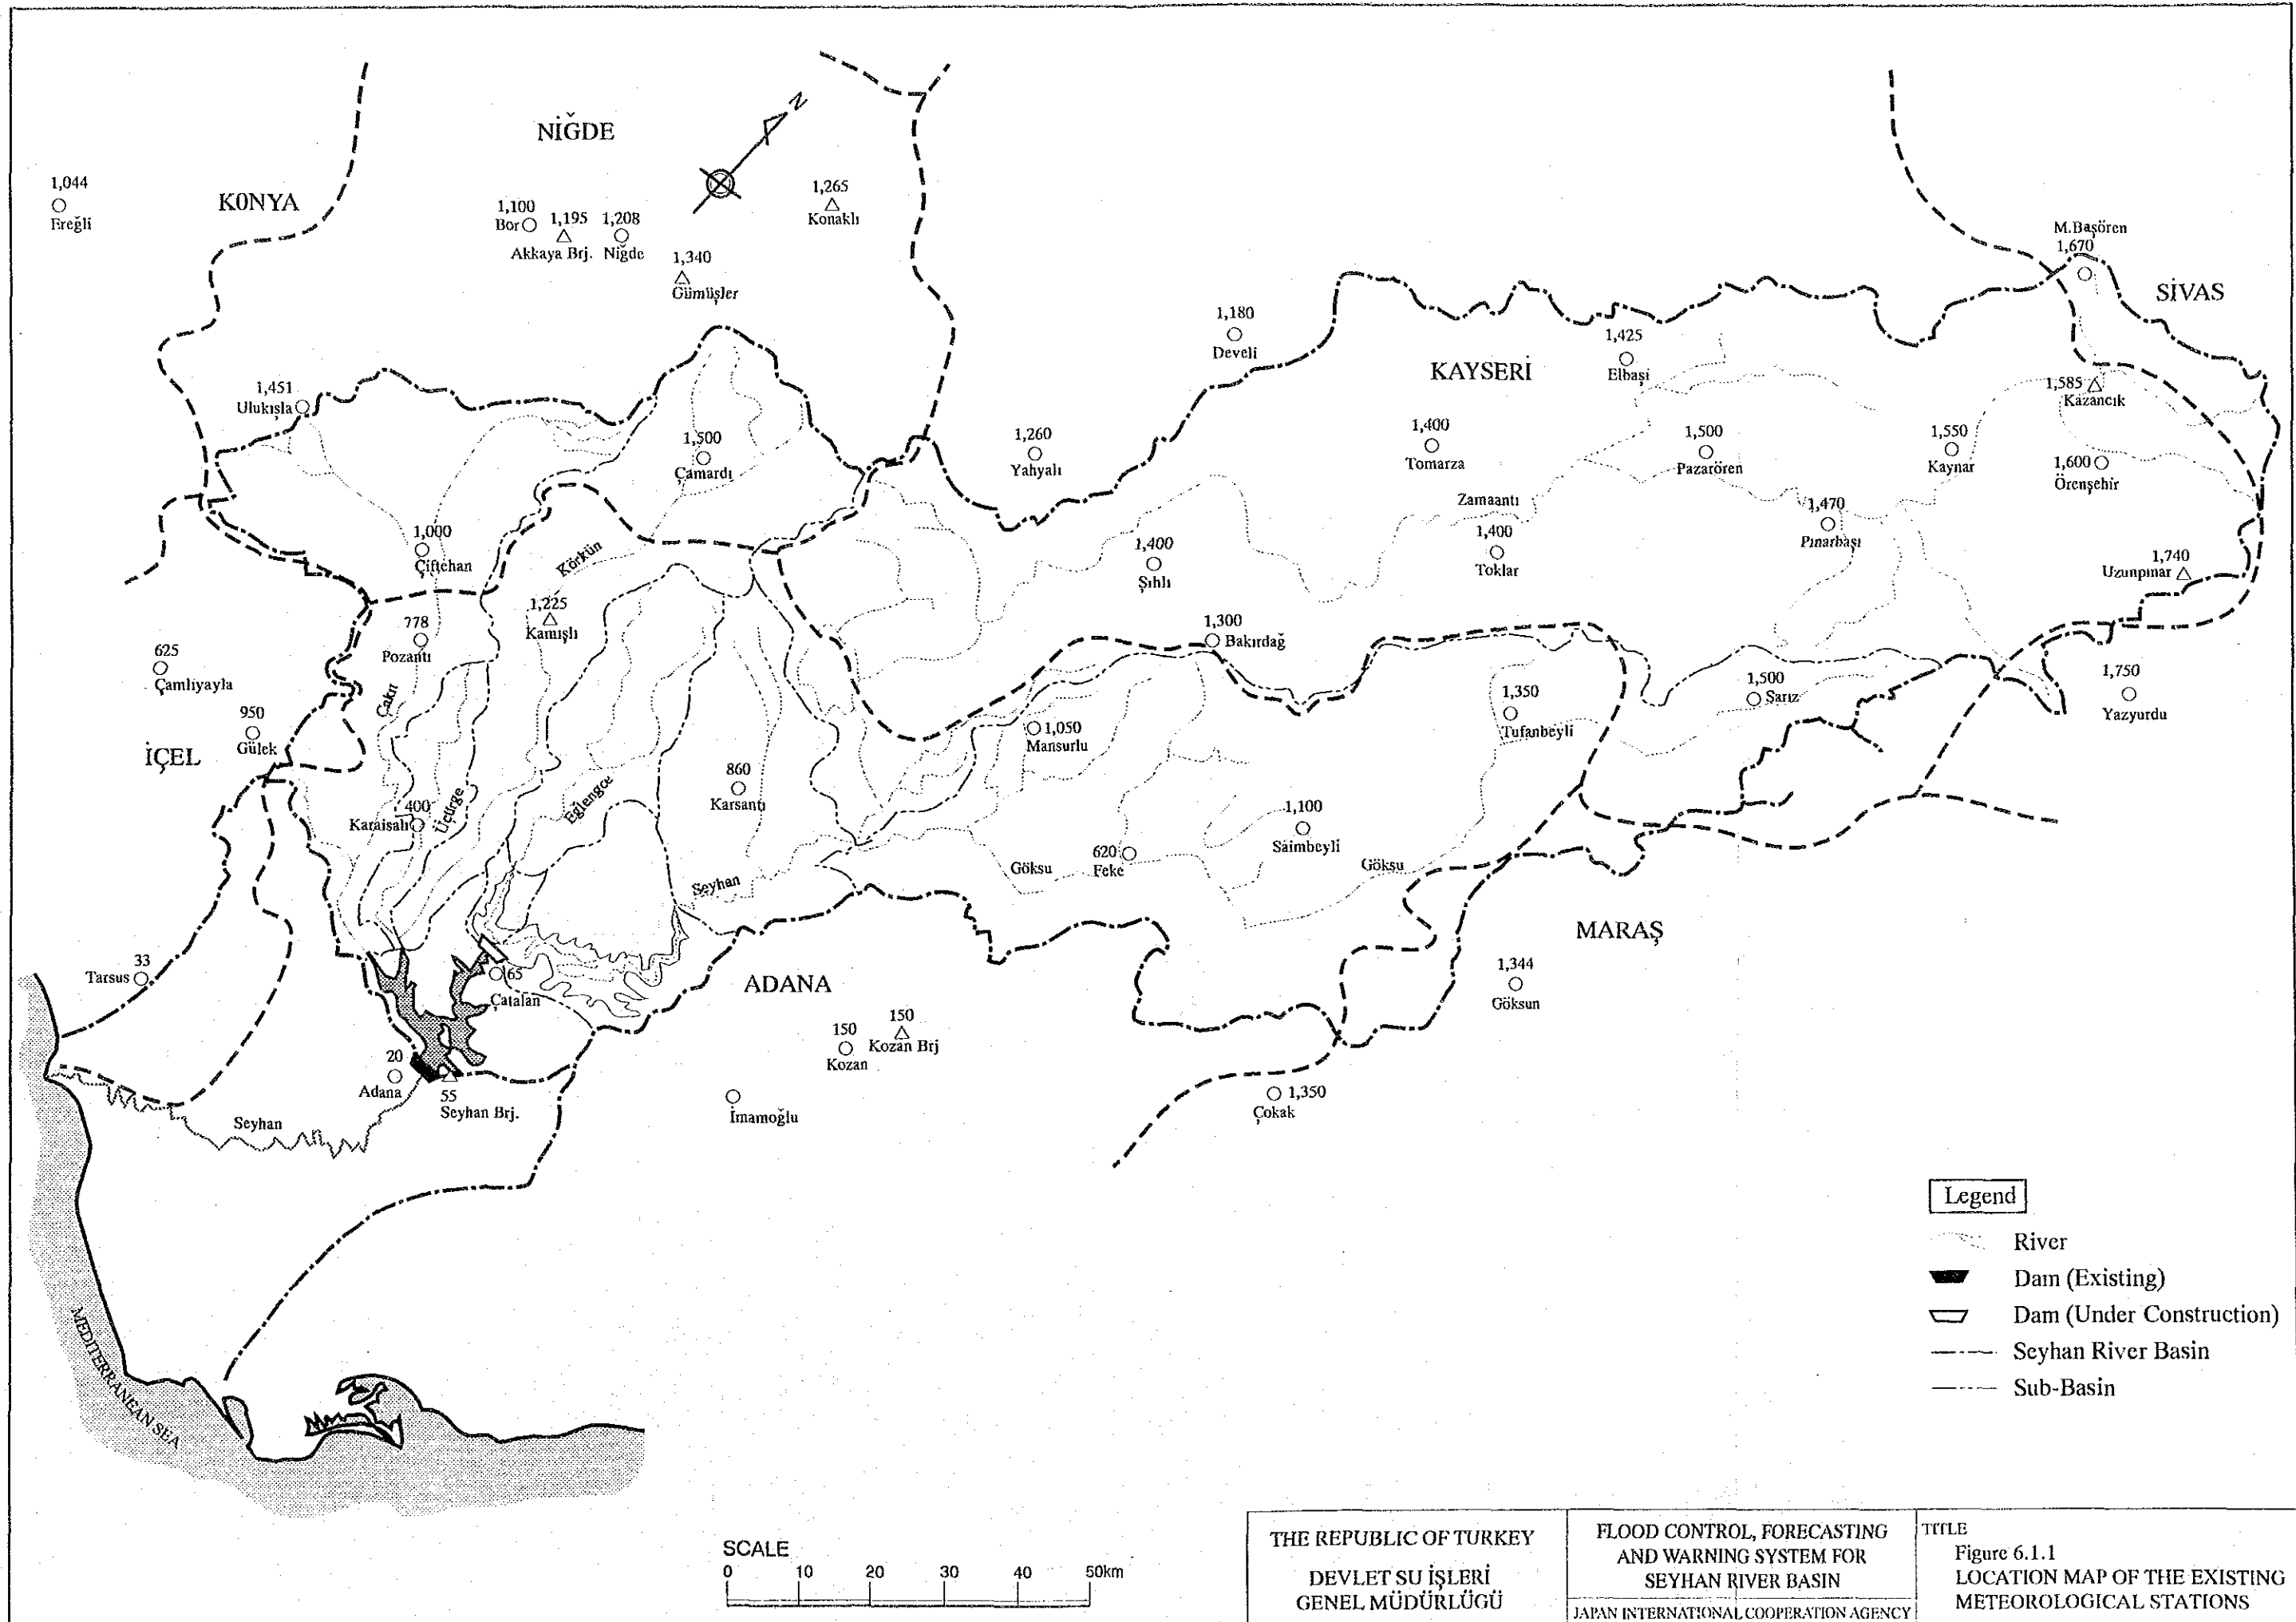 NİĞDE
N
1,044
Ereğli
KONYA
1,100
Bor
1,195
Akkaya Brj.
1,208
Niğde
1,265
Konaklı
1,340
Gümüşler
M.Başören
1,670
SİVAS
1,180
Develi
KAYSERİ
1,425
Elbaşi
1,585
Kazancık
1,451
Ulukışla
1,500
Çamardı
1,260
Yahyalı
1,400
Tomarza
1,500
Pazarören
1,550
Kaynar
1,600
Örenşehir
Zamaantı
1,470
Pınarbaşı
1,000
Çiftehan
Körkün
1,400
Şıhlı
1,400
Toklar
1,740
Uzunpınar
778
Pozantı
1,225
Kamışlı
1,300
Bakırdağ
625
Çamlıyayla
Çakıt
1,350
Tufanbeyli
1,500
Sarız
1,750
Yazyurdu
950
Gülek
İÇEL
1,050
Mansurlu
860
Karsantı
400
Karaisalı
Üçürge
Eğlengce
1,100
Saimbeyli
Göksu
620
Feke
Göksu
Seyhan
MARAŞ
33
Tarsus
165
Çatalan
ADANA
1,344
Göksun
150
Kozan
150
Kozan Brj
20
Adana
55
Seyhan Brj.
İmamoğlu
1,350
Çokak
Seyhan
MEDITERRANEAN SEA
Legend
River
Dam (Existing)
Dam (Under Construction)
Seyhan River Basin
Sub-Basin
SCALE
0 10 20 30 40 50km
THE REPUBLIC OF TURKEY
DEVLET SU İŞLERİ
GENEL MÜDÜRLÜGÜ
FLOOD CONTROL, FORECASTING
AND WARNING SYSTEM FOR
SEYHAN RIVER BASIN
JAPAN INTERNATIONAL COOPERATION AGENCY
TITLE
Figure 6.1.1
LOCATION MAP OF THE EXISTING
METEOROLOGICAL STATIONS